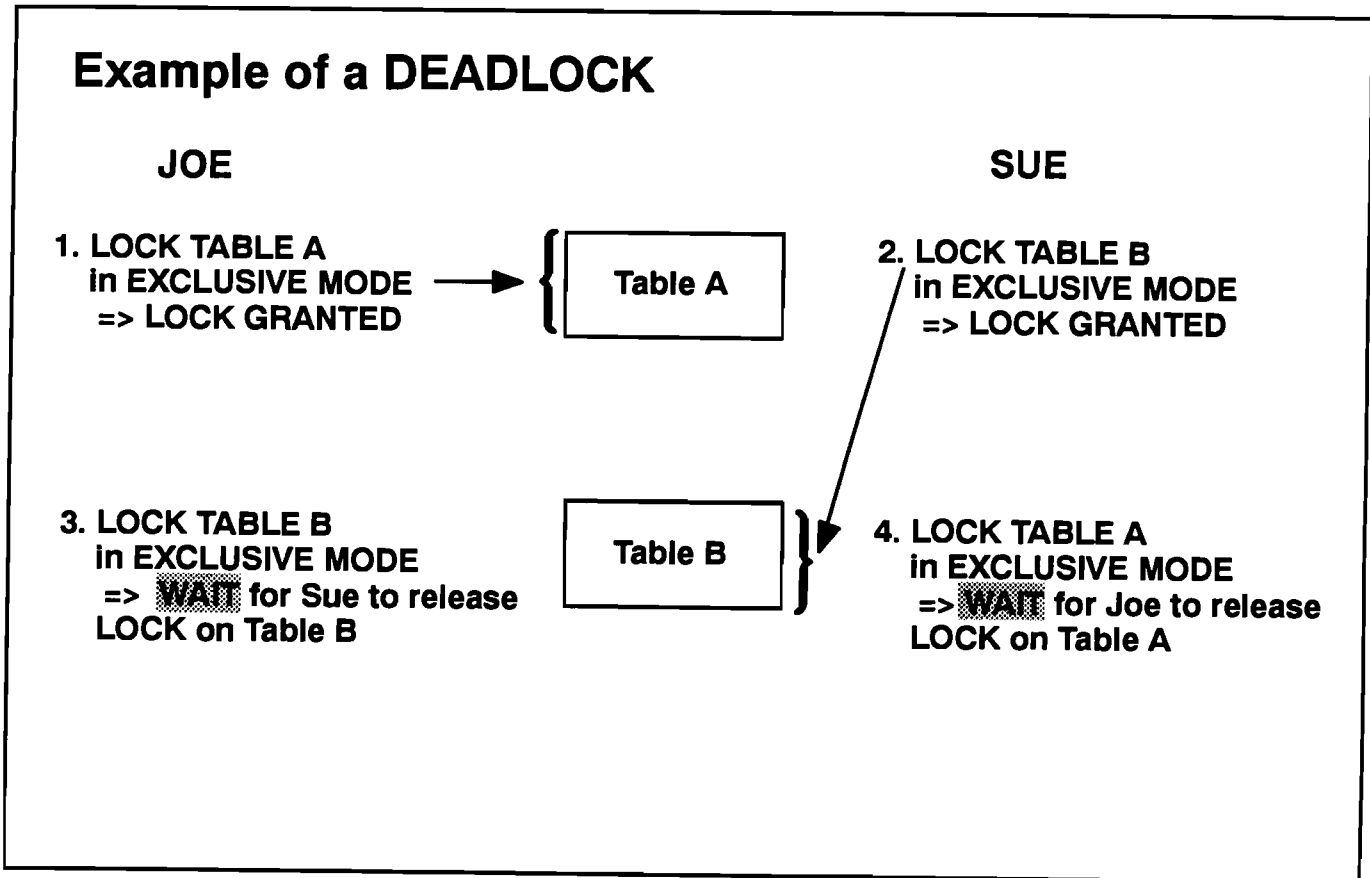 Example of a DEADLOCK
JOE
SUE
1. LOCK TABLE A
in EXCLUSIVE MODE
=> LOCK GRANTED
Table A
2. LOCK TABLE B
in EXCLUSIVE MODE
=> LOCK GRANTED
3. LOCK TABLE B
in EXCLUSIVE MODE
=> WAIT for Sue to release
LOCK on Table B
Table B
4. LOCK TABLE A
in EXCLUSIVE MODE
=> WAIT for Joe to release
LOCK on Table A